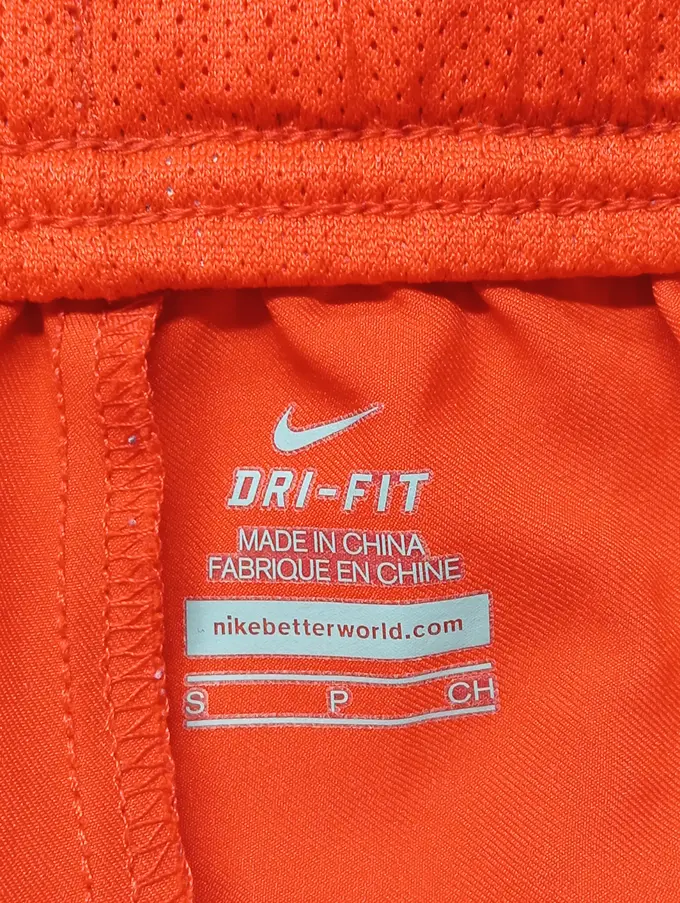 DRI-FIT
MADE IN CHINA
FABRIQUE EN CHINE
nikebetterworld.com
S P CH